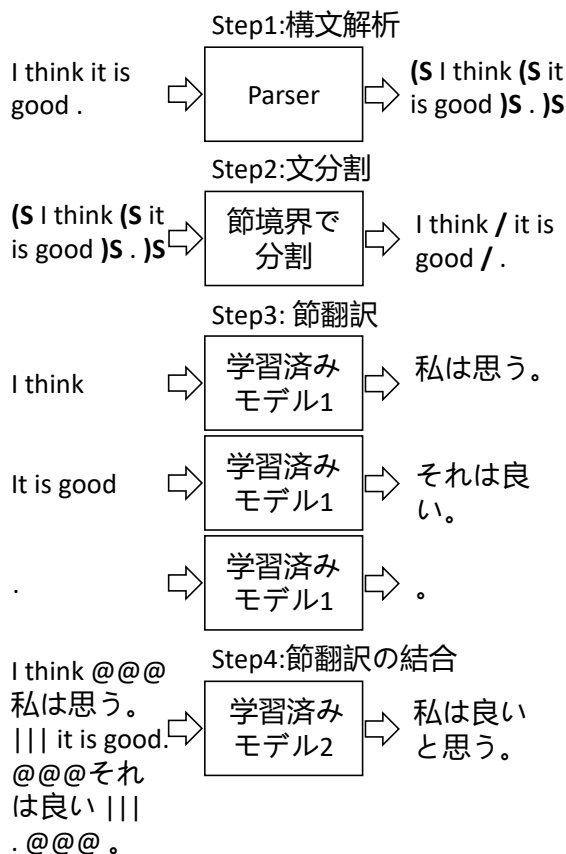 Step1:構文解析
I think it is
good .
Parser
(S I think (S it
is good )S . )S
Step2:文分割
(S I think (S it
is good )S . )S
節境界で
分割
I think / it is
good / .
Step3: 節翻訳
I think
学習済み
モデル1
私は思う。
It is good
学習済み
モデル1
それは良
い。
.
学習済み
モデル1
。
Step4:節翻訳の結合
I think @@@
私は思う。
||| it is good.
@@@それ
は良い |||
. @@@ 。
学習済み
モデル2
私は良い
と思う。